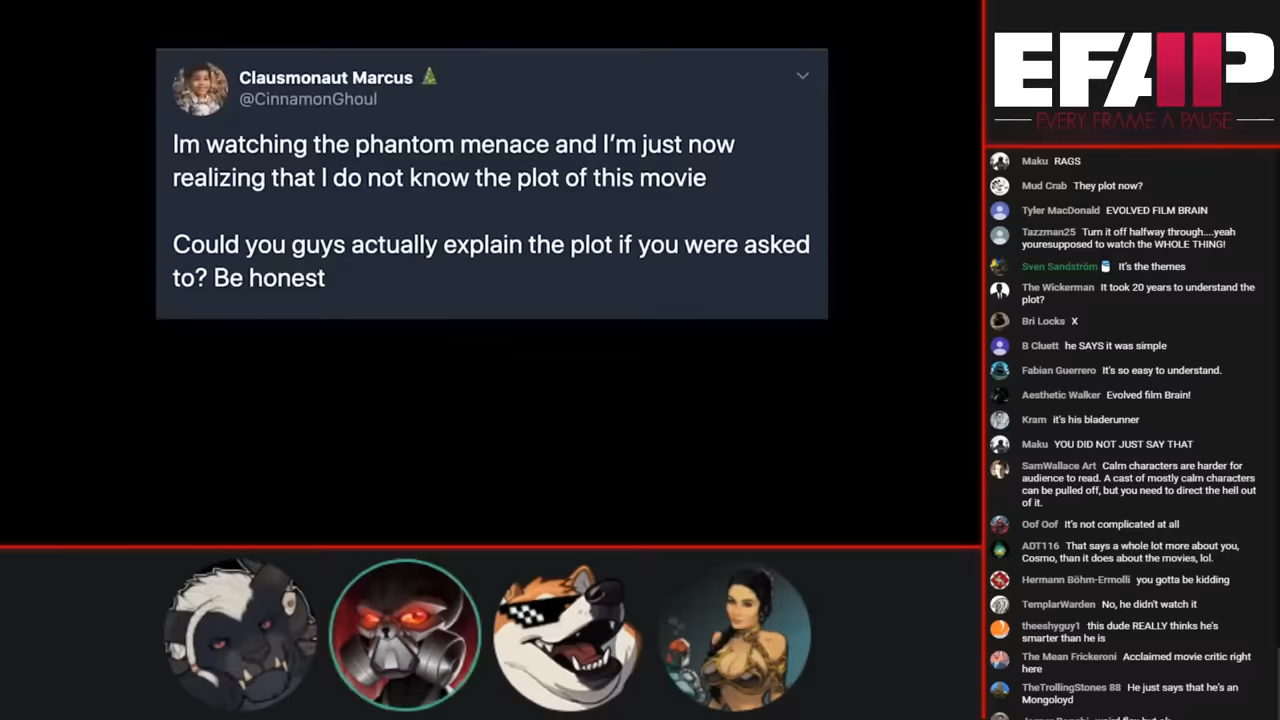 Clausmonaut Marcus
@CinnamonGhoul
Im watching the phantom menace and I'm just now
realizing that I do not know the plot of this movie
Could you guys actually explain the plot if you were asked
to? Be honest
EFAP
EVERY FRAME A PAUSE
Maku RAGS
Mud Crab They plot now?
Tyler MacDonald EVOLVED FILM BRAIN
Tazzman25 Turn it off halfway through....yeah
youresupposed to watch the WHOLE THING!
Sven Sandström It's the themes
The Wickerman It took 20 years to understand the
plot?
Bri Locks X
B Cluett he SAYS it was simple
Fabian Guerrero It's so easy to understand.
Aesthetic Walker Evolved film Brain!
Kram it's his bladerunner
Maku YOU DID NOT JUST SAY THAT
SamWallace Art Calm characters are harder for
audience to read. A cast of mostly calm characters
can be pulled off, but you need to direct the hell out
of it.
Oof Oof It's not complicated at all
ADT116 That says a whole lot more about you,
Cosmo, than it does about the movies, lol.
Hermann Böhm-Ermolli you gotta be kidding
TemplarWarden No, he didn't watch it
theeshyguy1 this dude REALLY thinks he's
smarter than he is
The Mean Frickeroni Acclaimed movie critic right
here
TheTrollingStones 88 He just says that he's an
Mongoloyd